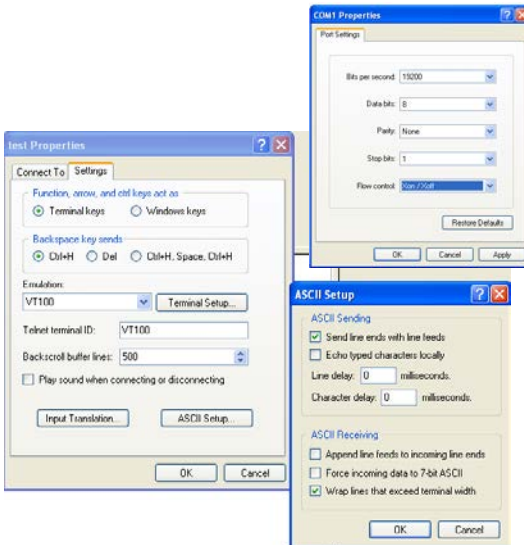 COM1 Properties
Port Settings
Bits per second: 19200
Data bits: 8
Parity: None
Stop bits: 1
Flow control: Xon / Xoff
Restore Defaults
OK Cancel Apply
test Properties
Connect To Settings
Function, arrow, and ctrl keys act as
Terminal keys Windows keys
Backspace key sends
Ctrl+H Del Ctrl+H, Space, Ctrl+H
Emulation:
VT100 Terminal Setup...
Telnet terminal ID: VT100
Backscroll buffer lines: 500
Play sound when connecting or disconnecting
Input Translation... ASCII Setup...
OK Cancel
ASCII Setup
ASCII Sending
Send line ends with line feeds
Echo typed characters locally
Line delay: 0 milliseconds.
Character delay: 0 milliseconds.
ASCII Receiving
Append line feeds to incoming line ends
Force incoming data to 7-bit ASCII
Wrap lines that exceed terminal width
OK Cancel